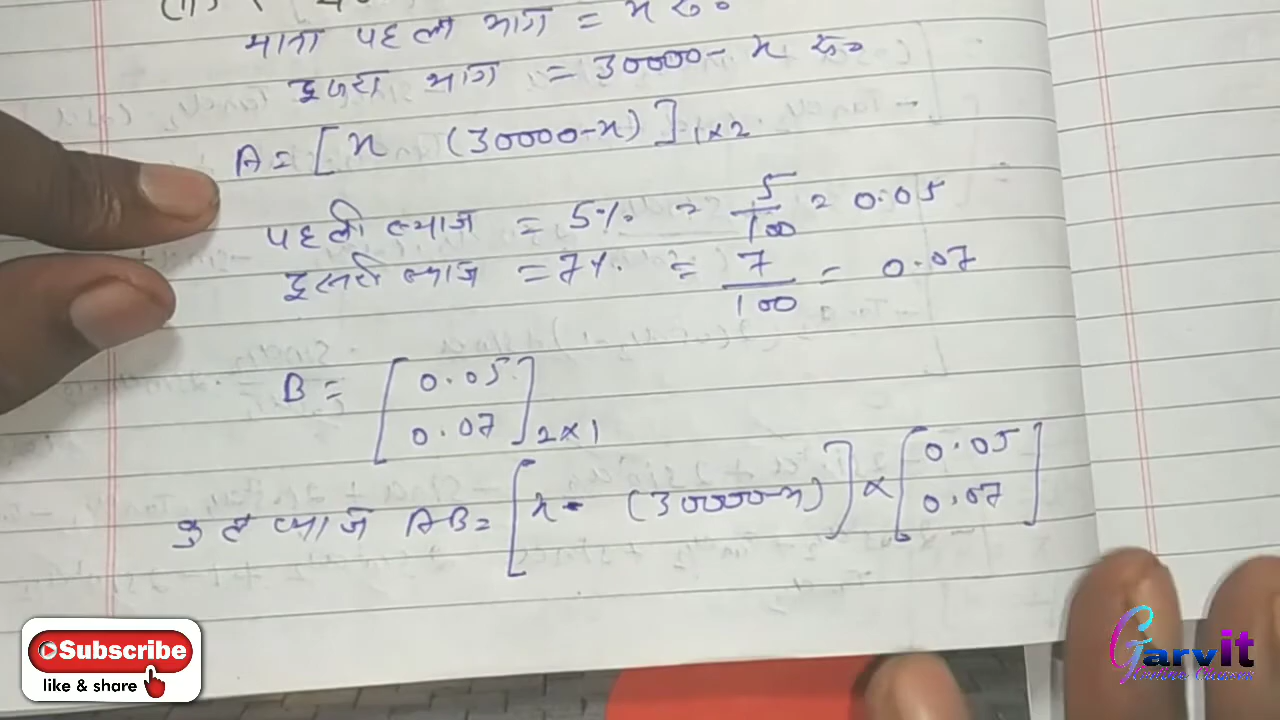 माना पहला भाग = x रु०
दुसरा भाग = 30000 - x रु०
A = [x (30000-x)] 1×2
पहली ब्याज = 5% = 5/100 = 0.05
दुसरी ब्याज = 7% = 7/100 = 0.07
B = [0.05
0.07] 2×1
कुल ब्याज AB = [x - (30000-x)] × [0.05
0.07]
Subscribe
like & share
Garvit